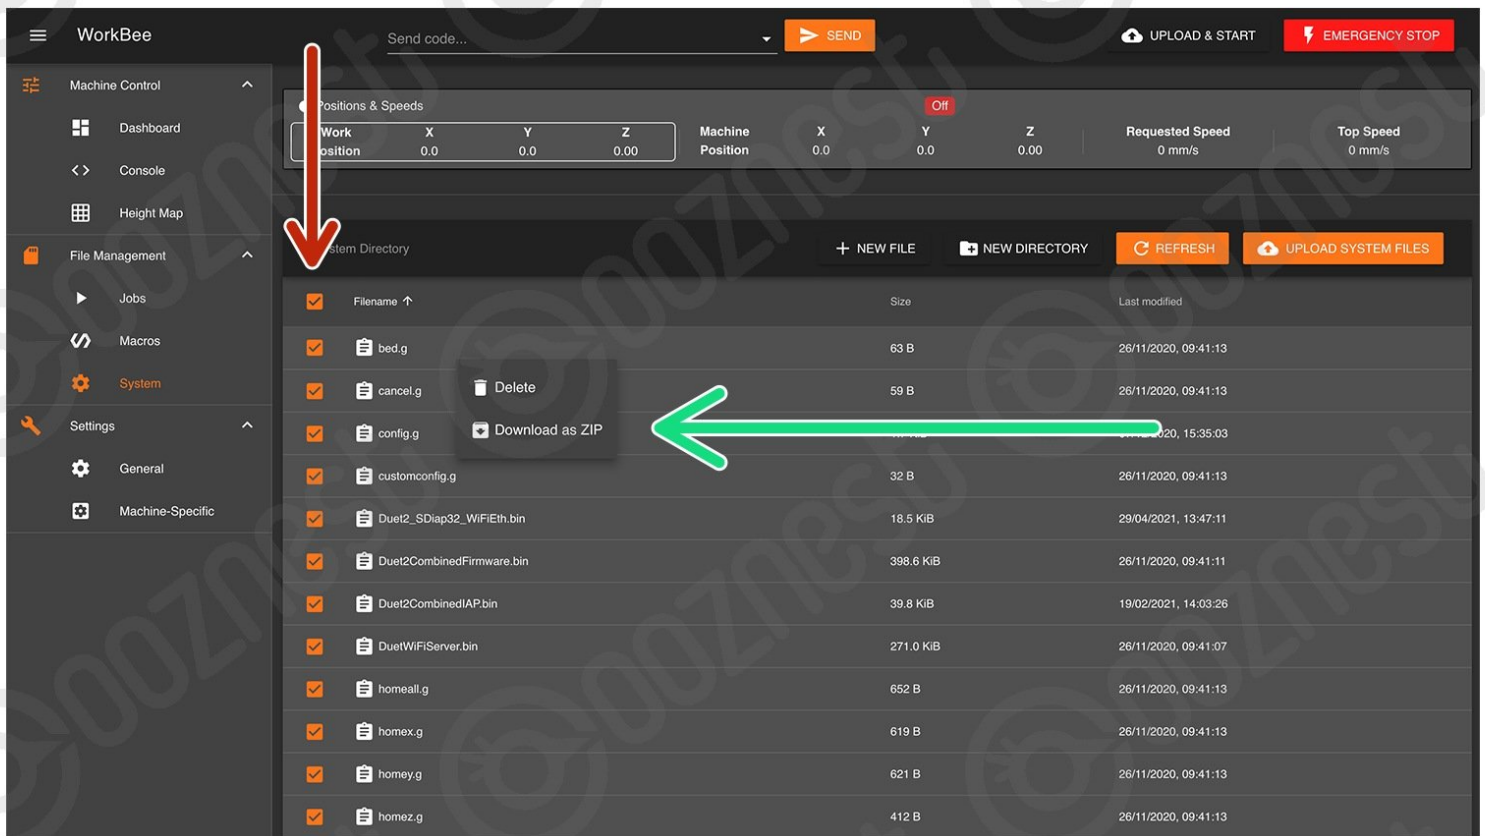 WorkBee
Send code...
SEND
UPLOAD & START
EMERGENCY STOP
Machine Control
Dashboard
Console
Height Map
File Management
Jobs
Macros
System
Settings
General
Machine-Specific
Positions & Speeds
Off
Work X Y Z
Position 0.0 0.0 0.00
Machine X Y Z
Position 0.0 0.0 0.00
Requested Speed
0 mm/s
Top Speed
0 mm/s
Directory
NEW FILE
NEW DIRECTORY
REFRESH
UPLOAD SYSTEM FILES
Filename Size Last modified
bed.g 63 B 26/11/2020, 09:41:13
cancel.g 59 B 26/11/2020, 09:41:13
config.g 15:35:03
customconfig.g 32 B 26/11/2020, 09:41:13
Duet2_SDiap32_WiFiEth.bin 18.5 KiB 29/04/2021, 13:47:11
Duet2CombinedFirmware.bin 398.6 KiB 26/11/2020, 09:41:11
Duet2CombinedIAP.bin 39.8 KiB 19/02/2021, 14:03:26
DuetWiFiServer.bin 271.0 KiB 26/11/2020, 09:41:07
homeall.g 652 B 26/11/2020, 09:41:13
homex.g 619 B 26/11/2020, 09:41:13
homey.g 621 B 26/11/2020, 09:41:13
homez.g 412 B 26/11/2020, 09:41:13
Delete
Download as ZIP
ooznest